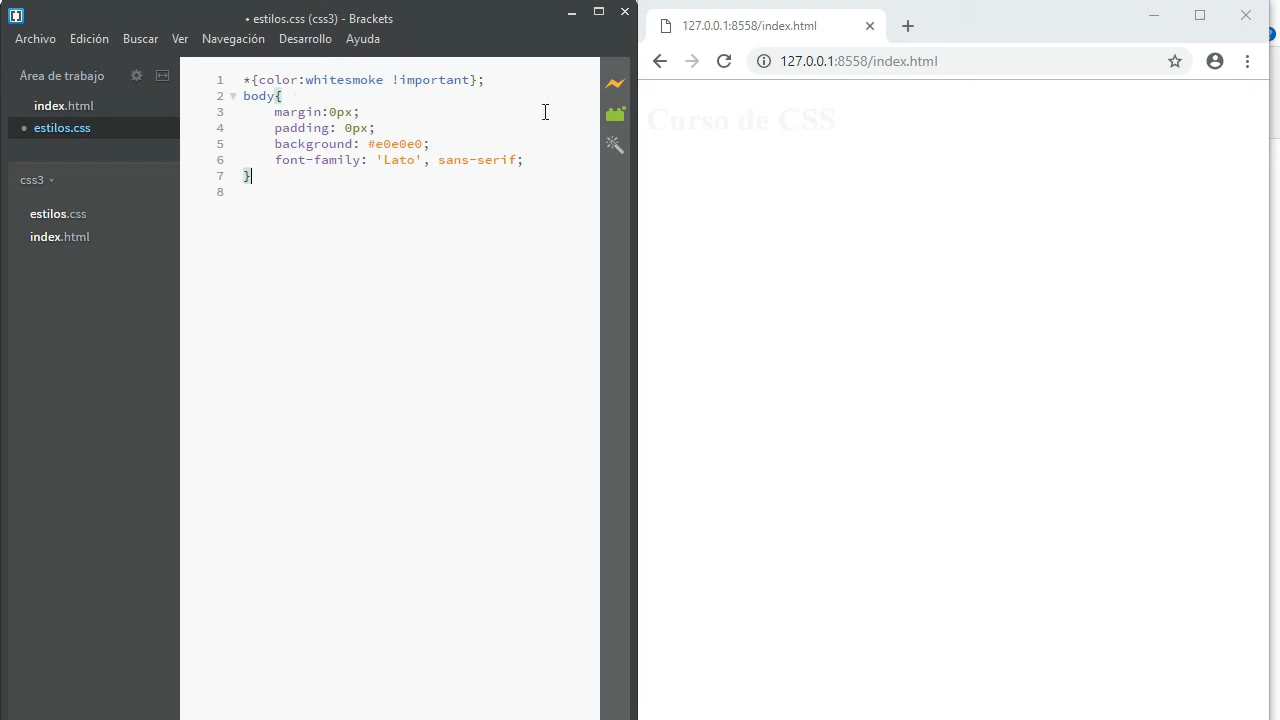 • estilos.css (css3) - Brackets
Archivo Edición Buscar Ver Navegación Desarrollo Ayuda
Área de trabajo
index.html
• estilos.css
css3
estilos.css
index.html
1 *{color:whitesmoke !important};
2 body{
3 margin:0px;
4 padding: 0px;
5 background: #e0e0e0;
6 font-family: 'Lato', sans-serif;
7 }
8
127.0.0.1:8558/index.html
127.0.0.1:8558/index.html
Curso de CSS